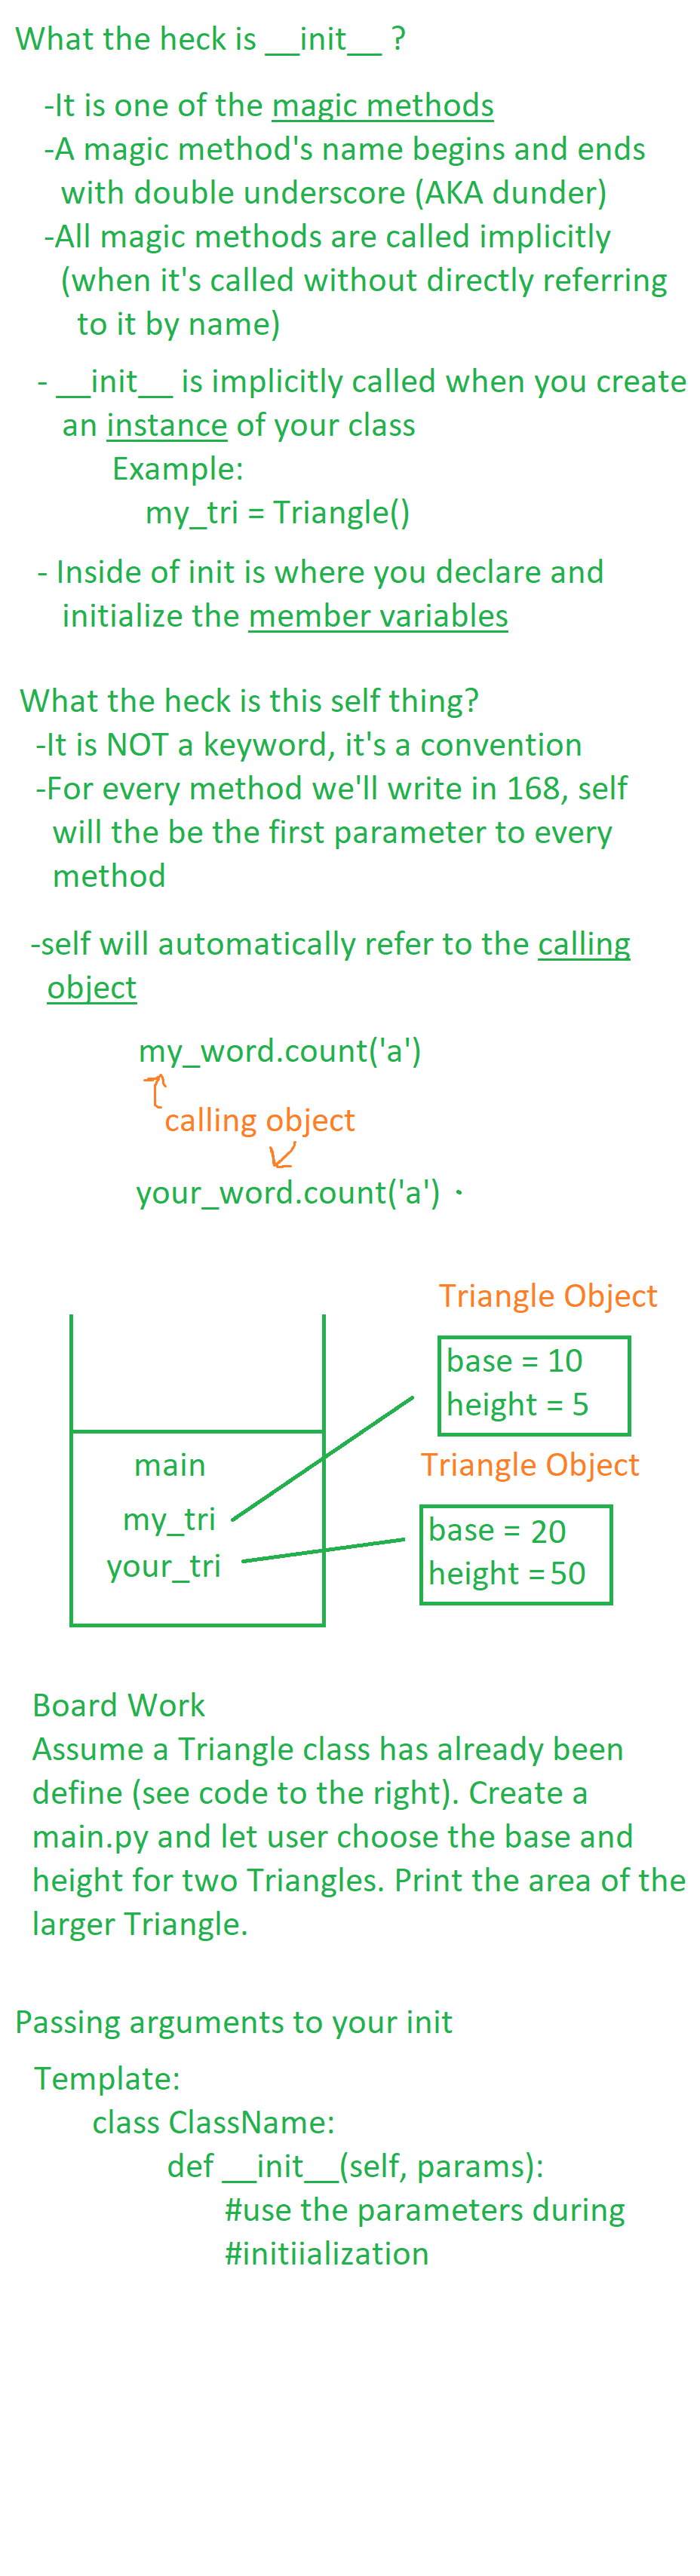 What the heck is __init__ ?
-It is one of the magic methods
-A magic method's name begins and ends
with double underscore (AKA dunder)
-All magic methods are called implicitly
(when it's called without directly referring
to it by name)
- __init__ is implicitly called when you create
an instance of your class
Example:
my_tri = Triangle()
- Inside of init is where you declare and
initialize the member variables
What the heck is this self thing?
-It is NOT a keyword, it's a convention
-For every method we'll write in 168, self
will the be the first parameter to every
method
-self will automatically refer to the calling
object
my_word.count('a')
calling object
your_word.count('a')
Triangle Object
base = 10
height = 5
main
my_tri
your_tri
Triangle Object
base = 20
height = 50
Board Work
Assume a Triangle class has already been
define (see code to the right). Create a
main.py and let user choose the base and
height for two Triangles. Print the area of the
larger Triangle.
Passing arguments to your init
Template:
class ClassName:
def __init__(self, params):
#use the parameters during
#initiialization